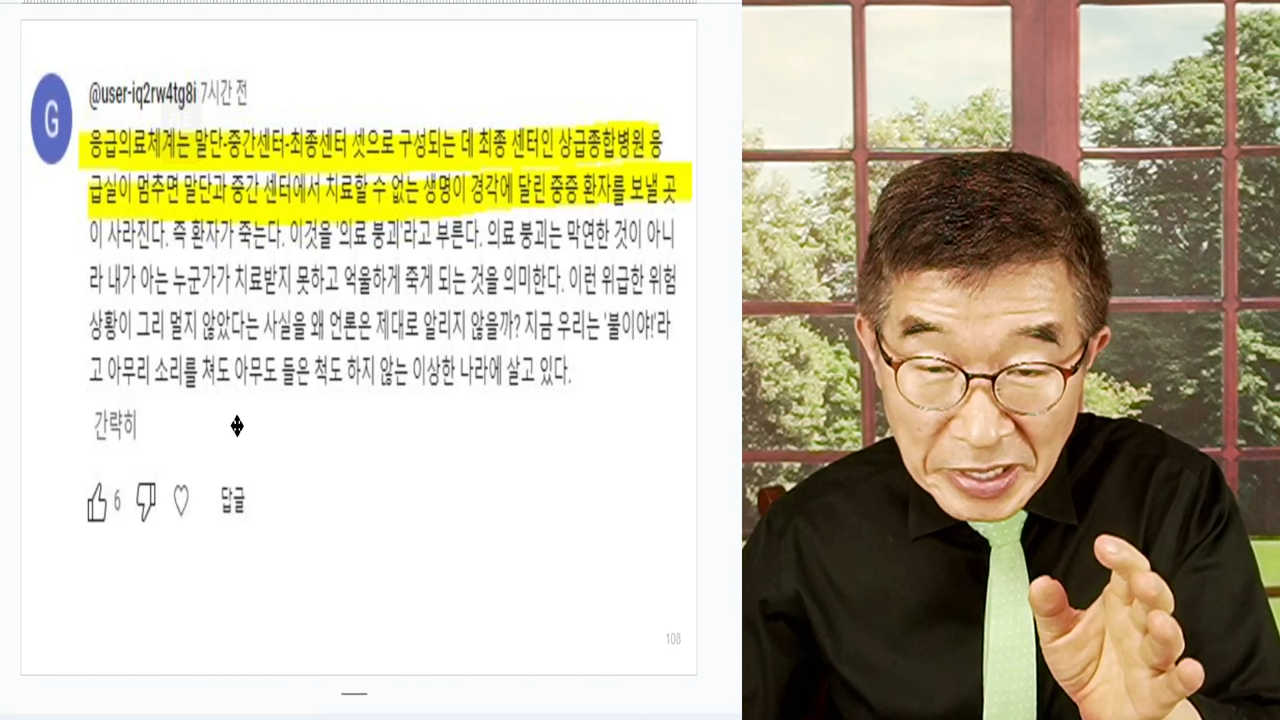 G
@user-iq2rw4tg8i 7시간 전
응급의료체계는 말단-중간센터-최종센터 셋으로 구성되는 데 최종 센터인 상급종합병원 응
급실이 멈추면 말단과 중간 센터에서 치료할 수 없는 생명이 경각에 달린 중증 환자를 보낼 곳
이 사라진다. 즉 환자가 죽는다. 이것을 '의료 붕괴'라고 부른다. 의료 붕괴는 막연한 것이 아니
라 내가 아는 누군가가 치료받지 못하고 억울하게 죽게 되는 것을 의미한다. 이런 위급한 위험
상황이 그리 멀지 않았다는 사실을 왜 언론은 제대로 알리지 않을까? 지금 우리는 '불이야!'라
고 아무리 소리를 쳐도 아무도 들은 척도 하지 않는 이상한 나라에 살고 있다.
간략히
6 답글
108